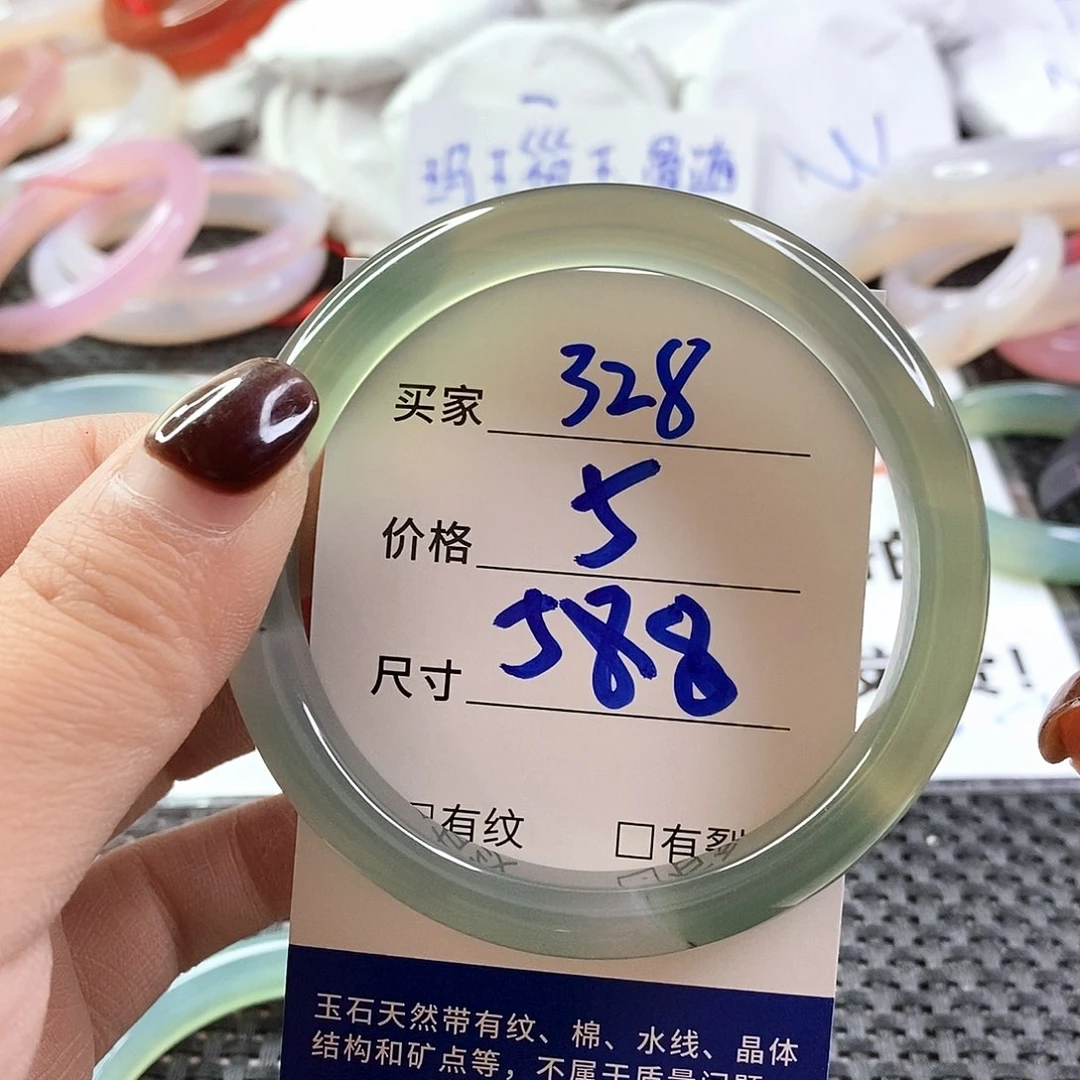 买家 328
价格 5
尺寸 588
□有纹 □有裂
玉石天然带有纹、棉、水线、晶体
结构和矿点等，不属于质量问题